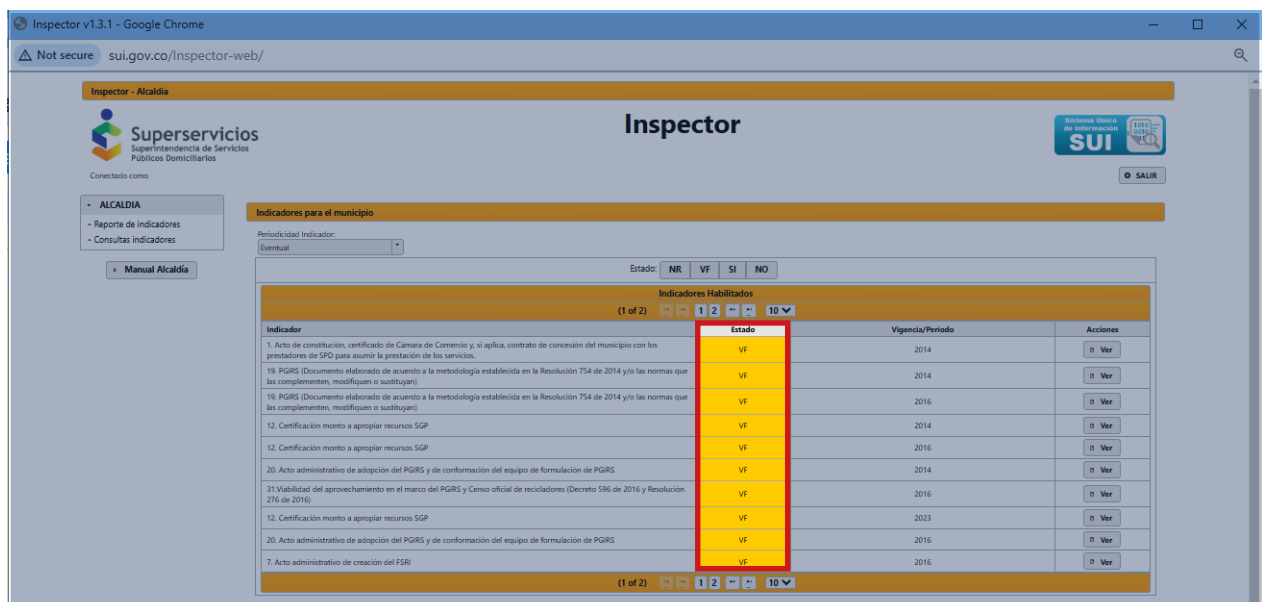 Inspector v1.3.1 - Google Chrome
Not secure sui.gov.co/Inspector-web/
Inspector - Alcaldía
Superservicios
Superintendencia de Servicios
Públicos Domiciliarios
Inspector
Sistema Único
de Información
SUI
Conectado como
SALIR
- ALCALDIA
Reporte de indicadores
Consultas indicadores
Manual Alcaldía
Indicadores para el municipio
Periodicidad Indicador:
Eventual
Estado: NR VF SI NO
Indicadores Habilitados
(1 of 2) 1 2 10
Indicador Estado Vigencia/Periodo Acciones
1. Acto de constitución, certificado de Cámara de Comercio y, si aplica, contrato de concesión del municipio con los
prestadores de SPD para asumir la prestación de los servicios. VF 2014 Ver
19. PGIRS (Documento elaborado de acuerdo a la metodología establecida en la Resolución 754 de 2014 y/o las normas que
las complementen, modifiquen o sustituyan) VF 2014 Ver
19. PGIRS (Documento elaborado de acuerdo a la metodología establecida en la Resolución 754 de 2014 y/o las normas que
las complementen, modifiquen o sustituyan) VF 2016 Ver
12. Certificación monto a apropiar recursos SGP VF 2014 Ver
12. Certificación monto a apropiar recursos SGP VF 2016 Ver
20. Acto administrativo de adopción del PGIRS y de conformación del equipo de formulación de PGIRS VF 2014 Ver
31.Viabilidad del aprovechamiento en el marco del PGIRS y Censo oficial de recicladores (Decreto 596 de 2016 y Resolución
276 de 2016) VF 2016 Ver
12. Certificación monto a apropiar recursos SGP VF 2023 Ver
20. Acto administrativo de adopción del PGIRS y de conformación del equipo de formulación de PGIRS VF 2016 Ver
7. Acto administrativo de creación del FSRI VF 2016 Ver
(1 of 2) 1 2 10